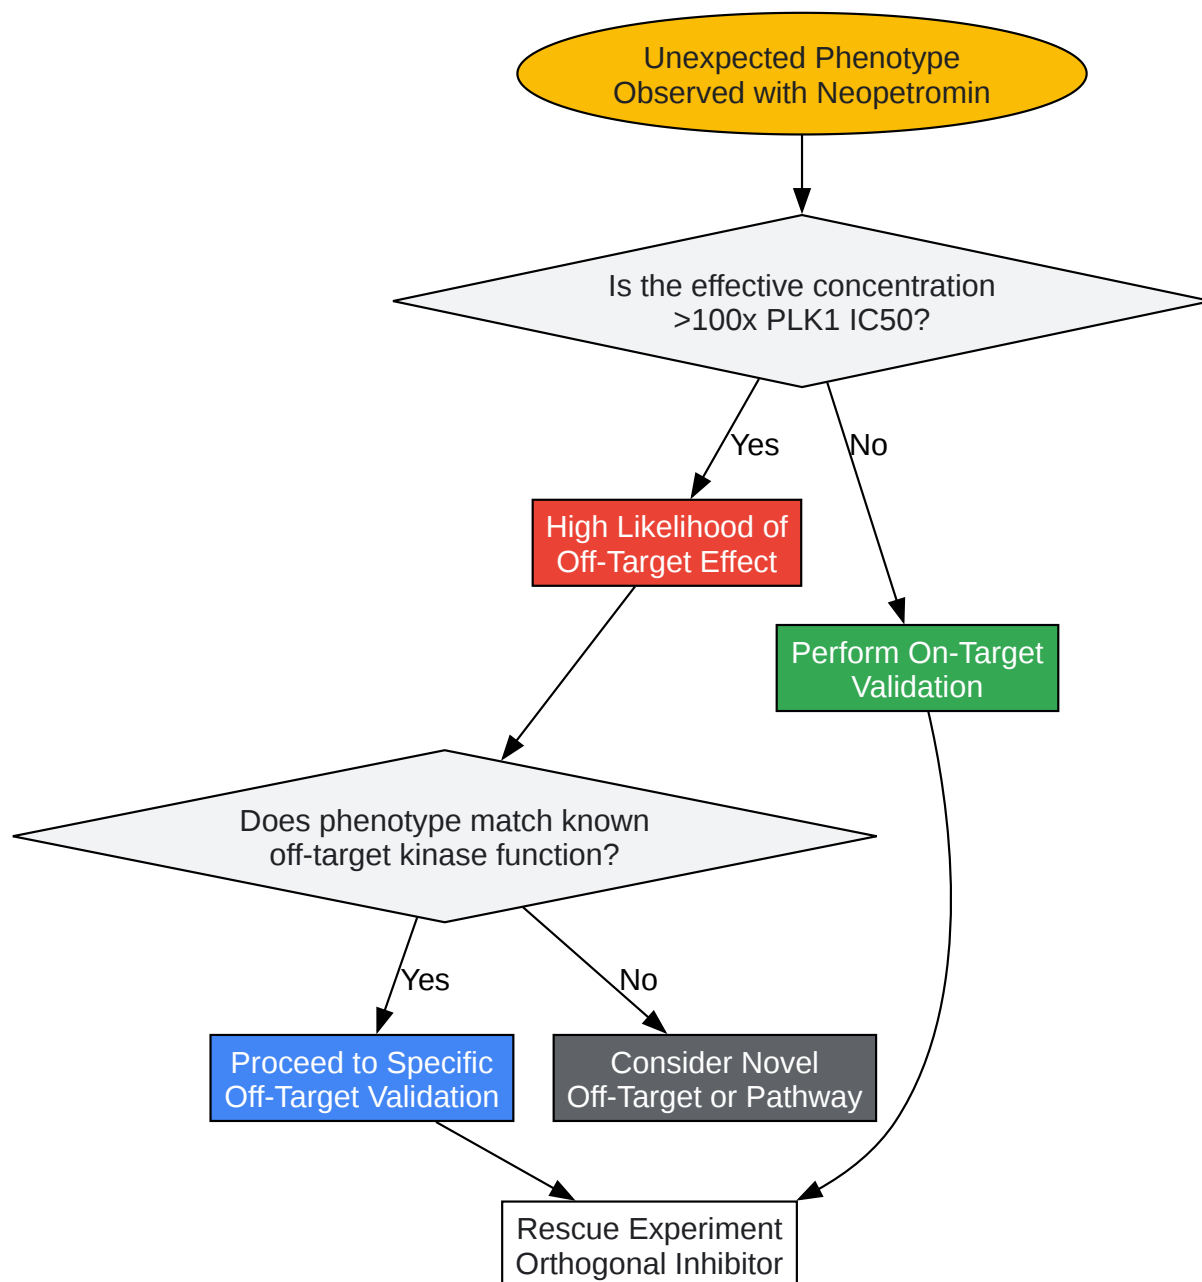 Unexpected Phenotype
Observed with Neopetromin
Is the effective concentration
>100x PLK1 IC50?
Yes
No
High Likelihood of
Off-Target Effect
Perform On-Target
Validation
Does phenotype match known
off-target kinase function?
Yes
No
Proceed to Specific
Off-Target Validation
Consider Novel
Off-Target or Pathway
Rescue Experiment
Orthogonal Inhibitor